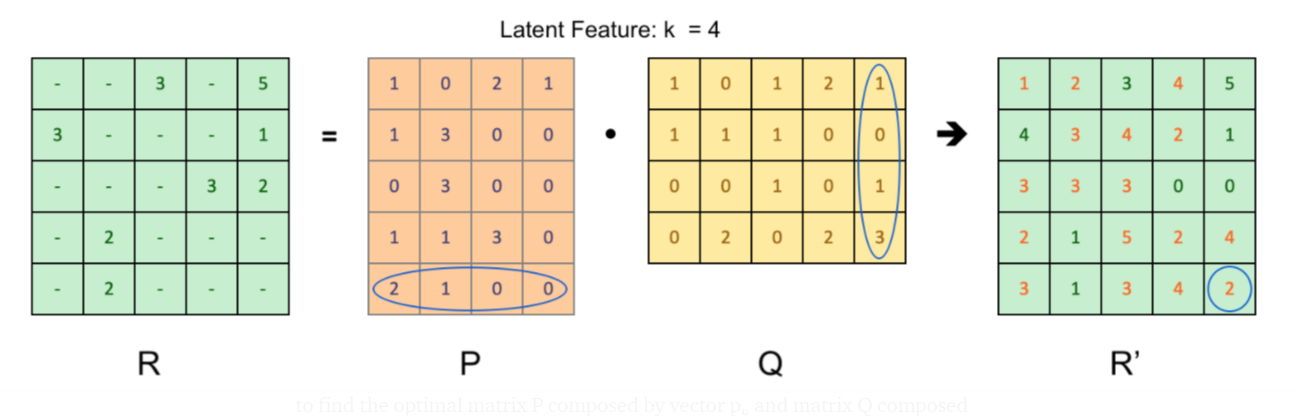 Latent Feature: k = 4
- - 3 - 5
3 - - - 1
- - - 3 2
- 2 - - -
- 2 - - -
R
=
1 0 2 1
1 3 0 0
0 3 0 0
1 1 3 0
2 1 0 0
P
•
1 0 1 2 1
1 1 1 0 0
0 0 1 0 1
0 2 0 2 3
Q
➔
1 2 3 4 5
4 3 4 2 1
3 3 3 0 0
2 1 5 2 4
3 1 3 4 2
R’
to find the optimal matrix P composed by vector pᵤ and matrix Q composed